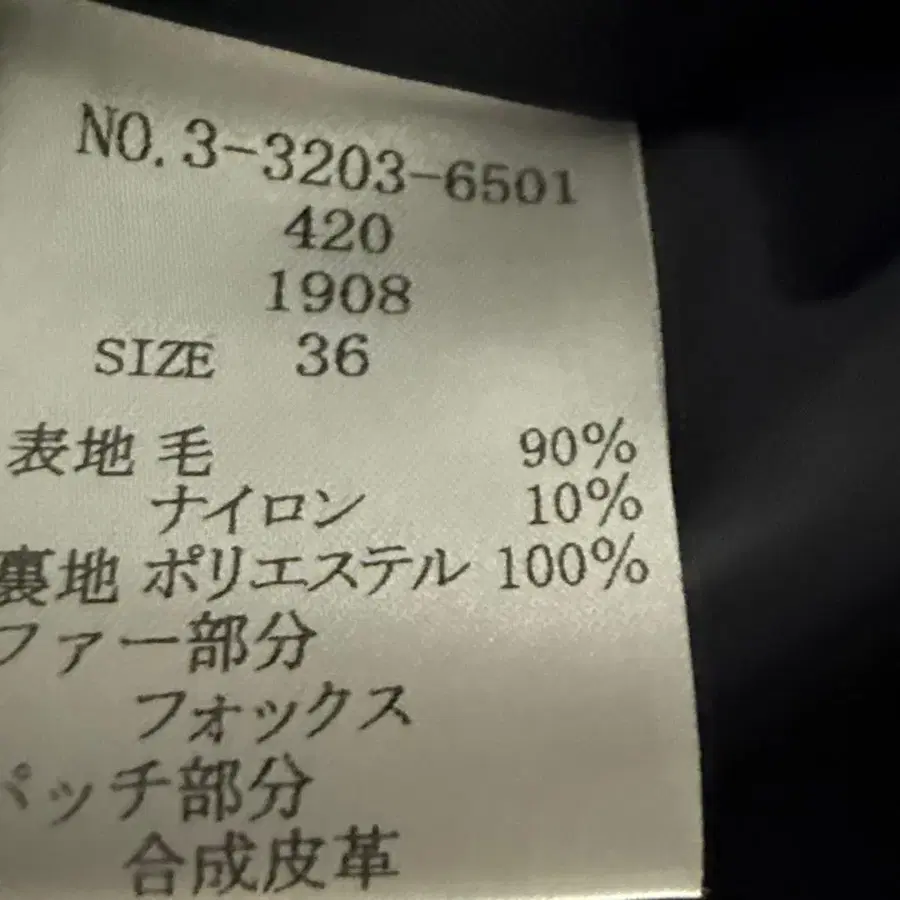 NO.3-3203-6501
420
1908
SIZE 36
表地 毛 90%
ナイロン 10%
裏地 ポリエステル 100%
ファー部分
フォックス
パッチ部分
合成皮革